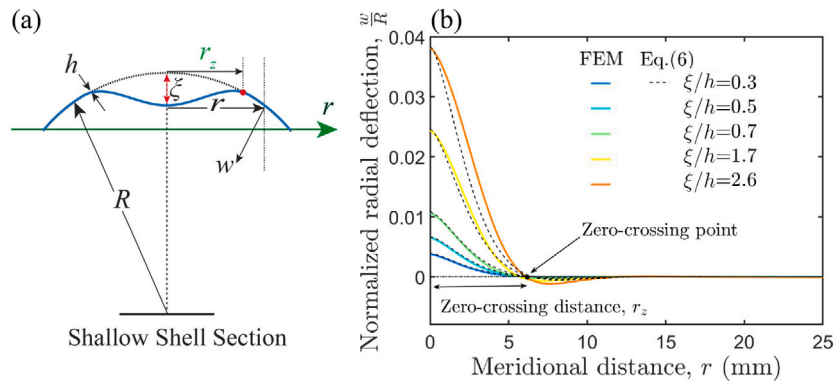 (a)
r_z
h
ξ
r
r
w
R
Shallow Shell Section
(b)
Normalized radial deflection, w/R
0.04
0.03
0.02
0.01
0
FEM Eq.(6)
ξ/h=0.3
ξ/h=0.5
ξ/h=0.7
ξ/h=1.7
ξ/h=2.6
Zero-crossing point
Zero-crossing distance, r_z
0 5 10 15 20 25
Meridional distance, r (mm)